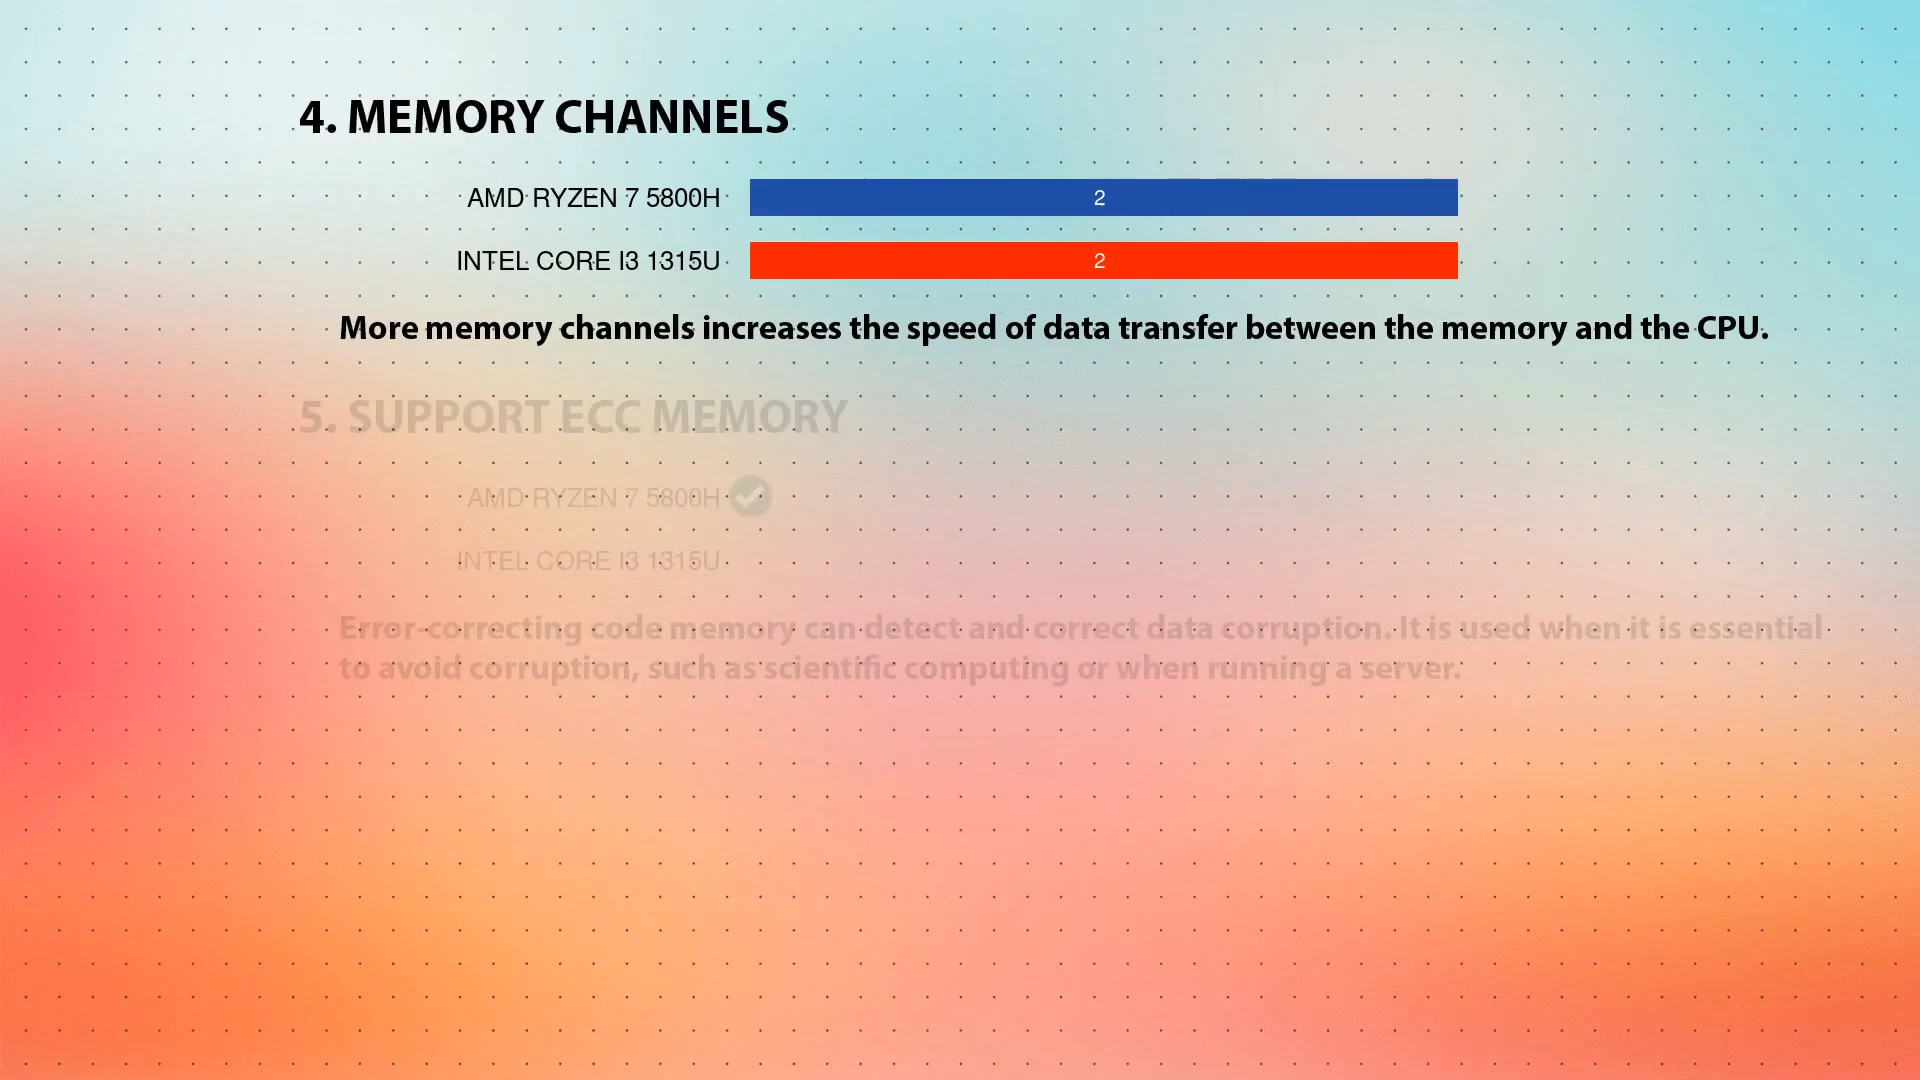 4. MEMORY CHANNELS
AMD RYZEN 7 5800H
2
INTEL CORE I3 1315U
2
More memory channels increases the speed of data transfer between the memory and the CPU.
5. SUPPORT ECC MEMORY
AMD RYZEN 7 5800H
INTEL CORE I3 1315U
Error-correcting code memory can detect and correct data corruption. It is used when it is essential
to avoid corruption, such as scientific computing or when running a server.